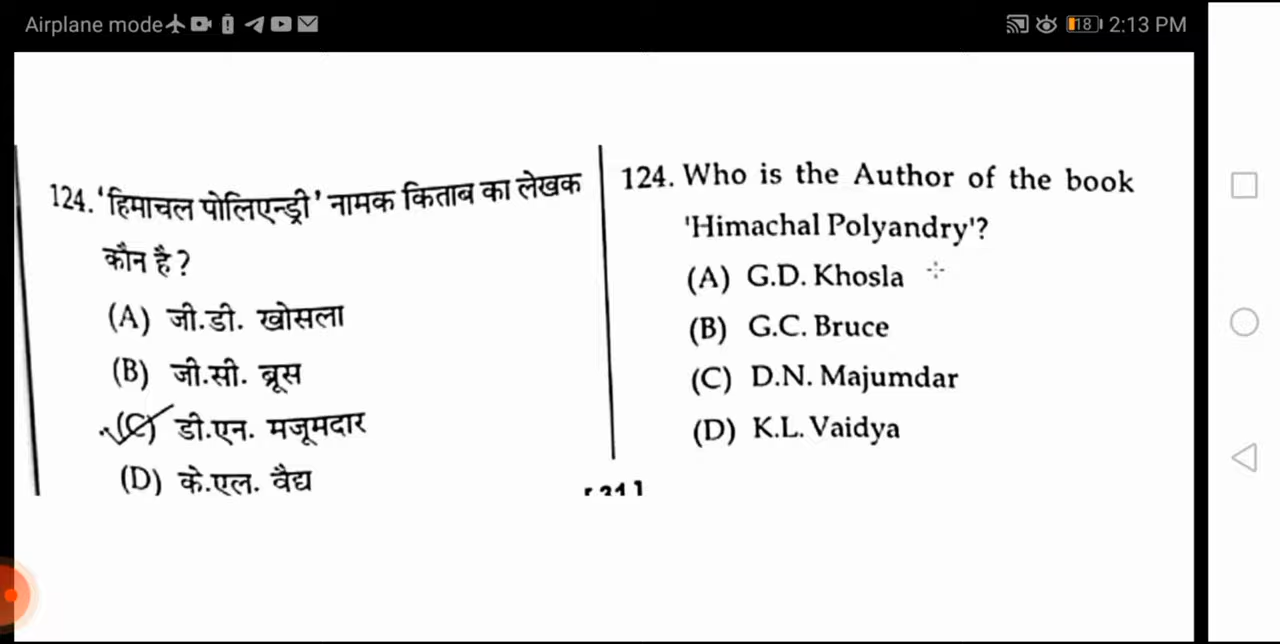 Airplane mode
18 2:13 PM
124. 'हिमाचल पोलिएन्ड्री' नामक किताब का लेखक
कौन है?
(A) जी.डी. खोसला
(B) जी.सी. ब्रूस
(C) डी.एन. मजूमदार
(D) के.एल. वैद्य
124. Who is the Author of the book
'Himachal Polyandry'?
(A) G.D. Khosla
(B) G.C. Bruce
(C) D.N. Majumdar
(D) K.L. Vaidya